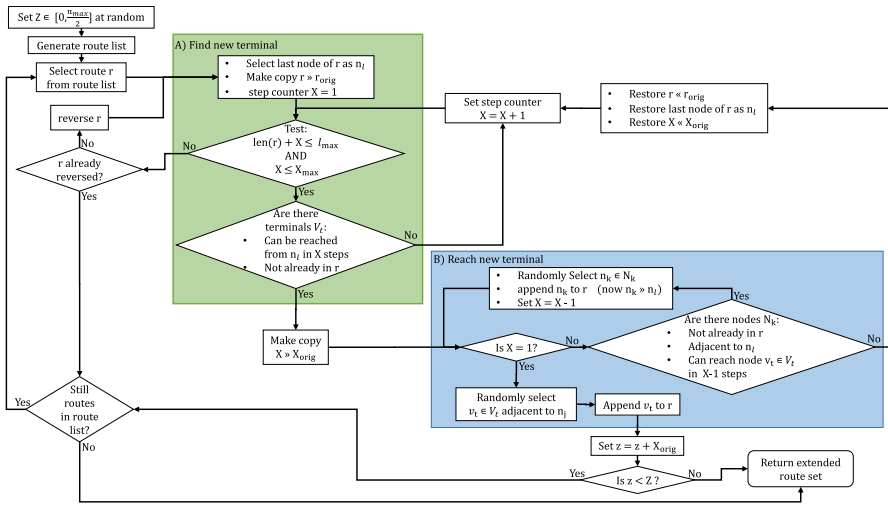 Set Z ∈ [0, n_max/2] at random
Generate route list
Select route r
from route list
reverse r
No
r already
reversed?
Yes
A) Find new terminal
• Select last node of r as n_l
• Make copy r » r_orig
• step counter X = 1
Test:
len(r) + X ≤ l_max
AND
X ≤ X_max
No
Yes
Are there
terminals V_t:
• Can be reached
from n_l in X steps
• Not already in r
No
Yes
Set step counter
X = X + 1
• Restore r « r_orig
• Restore last node of r as n_l
• Restore X « X_orig
Make copy
X » X_orig
B) Reach new terminal
• Randomly Select n_k ∈ N_k
• append n_k to r (now n_k » n_l)
• Set X = X - 1
Yes
Are there nodes N_k:
• Not already in r
• Adjacent to n_l
• Can reach node v_t ∈ V_t
in X-1 steps
No
Is X = 1?
No
Yes
Randomly select
v_t ∈ V_t adjacent to n_j
Append v_t to r
Set z = z + X_orig
Is z < Z ?
Yes
No
Return extended
route set
Still
routes
in route
list?
Yes
No